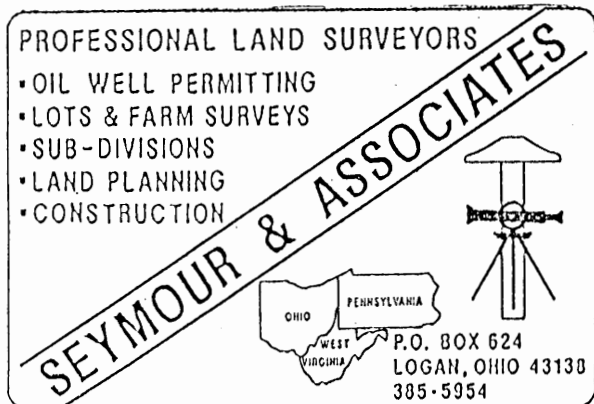 PROFESSIONAL LAND SURVEYORS
▪OIL WELL PERMITTING
▪LOTS & FARM SURVEYS
▪SUB-DIVISIONS
▪LAND PLANNING
▪CONSTRUCTION
SEYMOUR & ASSOCIATES
OHIO
PENNSYLVANIA
WEST
VIRGINIA
P.O. BOX 624
LOGAN, OHIO 43138
385-5954